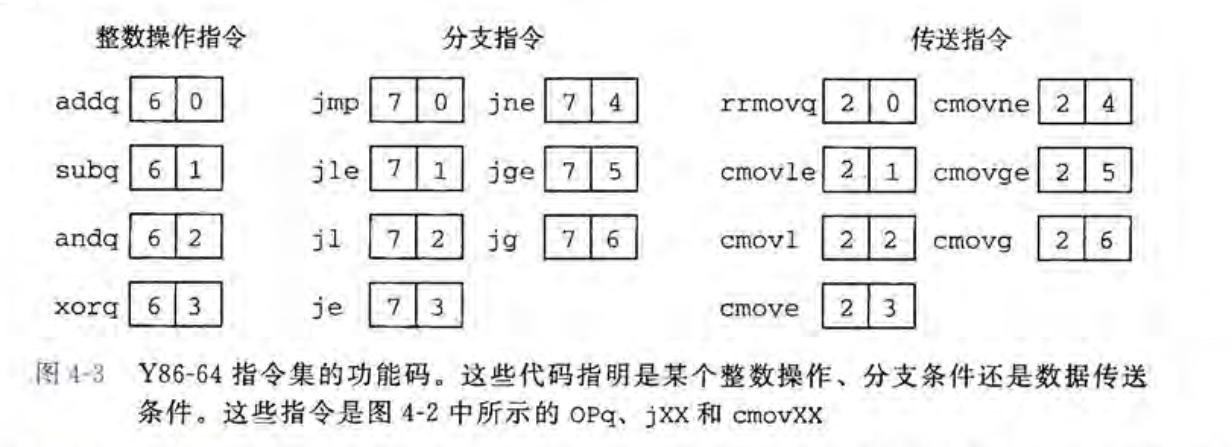 整数操作指令 分支指令 传送指令
addq 6 0 jmp 7 0 jne 7 4 rrmovq 2 0 cmovne 2 4
subq 6 1 jle 7 1 jge 7 5 cmovle 2 1 cmovge 2 5
andq 6 2 jl 7 2 jg 7 6 cmovl 2 2 cmovg 2 6
xorq 6 3 je 7 3 cmove 2 3
图 4-3 Y86-64 指令集的功能码。这些代码指明是某个整数操作、分支条件还是数据传送
条件。这些指令是图 4-2 中所示的 OPq、jXX 和 cmovXX